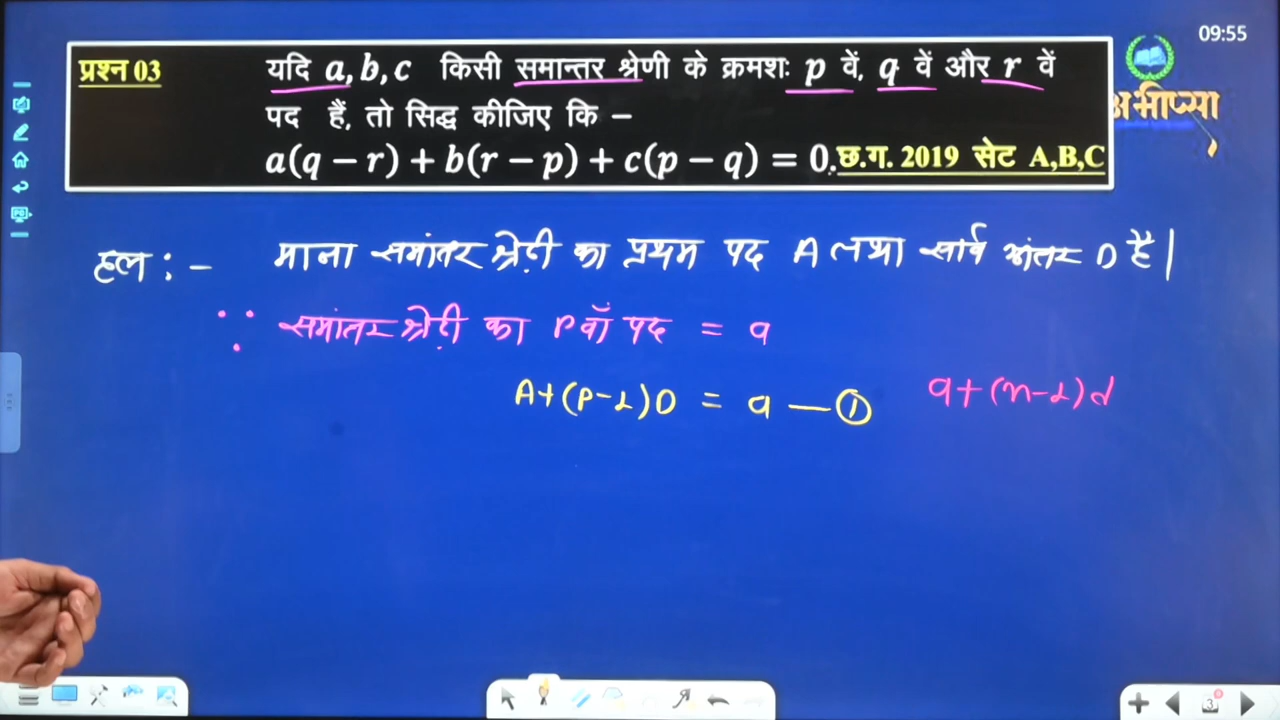 09:55
प्रश्न 03 यदि a, b, c किसी समान्तर श्रेणी के क्रमशः p वें, q वें और r वें
पद हैं, तो सिद्ध कीजिए कि –
a(q − r) + b(r − p) + c(p − q) = 0. छ.ग. 2019 सेट A,B,C
अभीप्सा
हल :- माना समांतर श्रेढ़ी का प्रथम पद A तथा सार्व अंतर D है|
∵ समांतर श्रेढ़ी का P वाँ पद = a
A+(P-1)D = a — ①
a+(n-1)d